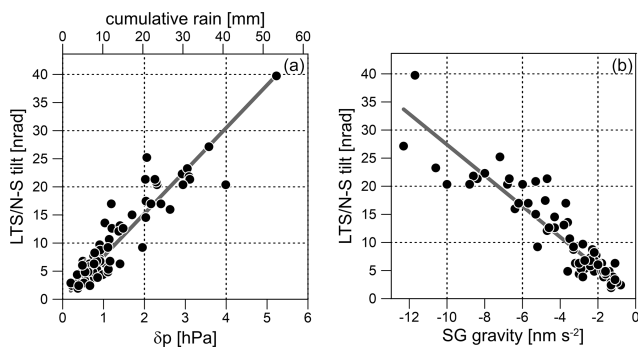 cumulative rain [mm]
0 10 20 30 40 50 60
(a)
LTS/N-S tilt [nrad]
40
35
30
25
20
15
10
5
0
0 1 2 3 4 5 6
δp [hPa]
(b)
LTS/N-S tilt [nrad]
40
35
30
25
20
15
10
5
0
-12 -10 -8 -6 -4 -2 0
SG gravity [nm s⁻²]